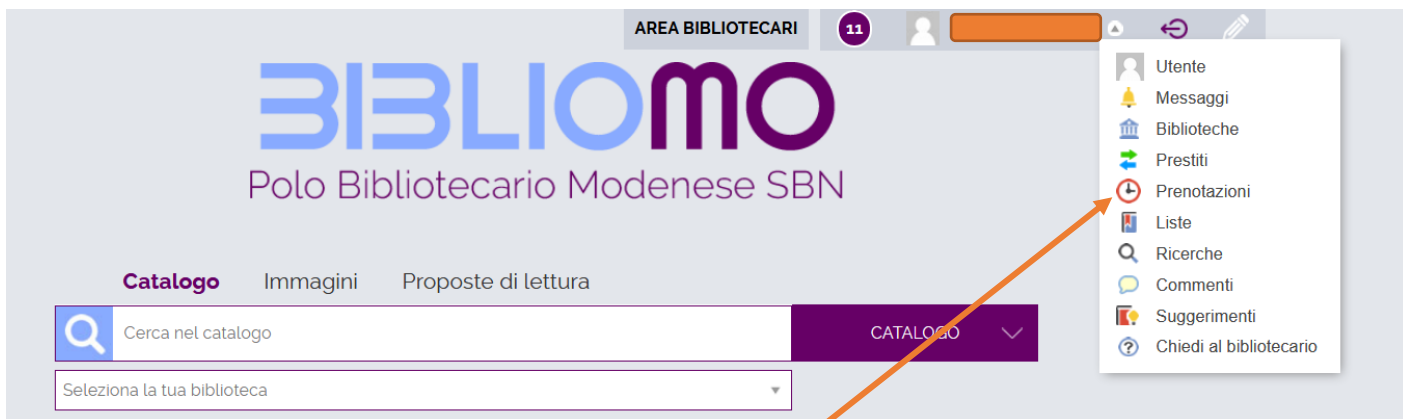 AREA BIBLIOTECARI 11
BIBLIOMO
Polo Bibliotecario Modenese SBN
Catalogo Immagini Proposte di lettura
Cerca nel catalogo CATALOGO
Seleziona la tua biblioteca
Utente
Messaggi
Biblioteche
Prestiti
Prenotazioni
Liste
Ricerche
Commenti
Suggerimenti
Chiedi al bibliotecario